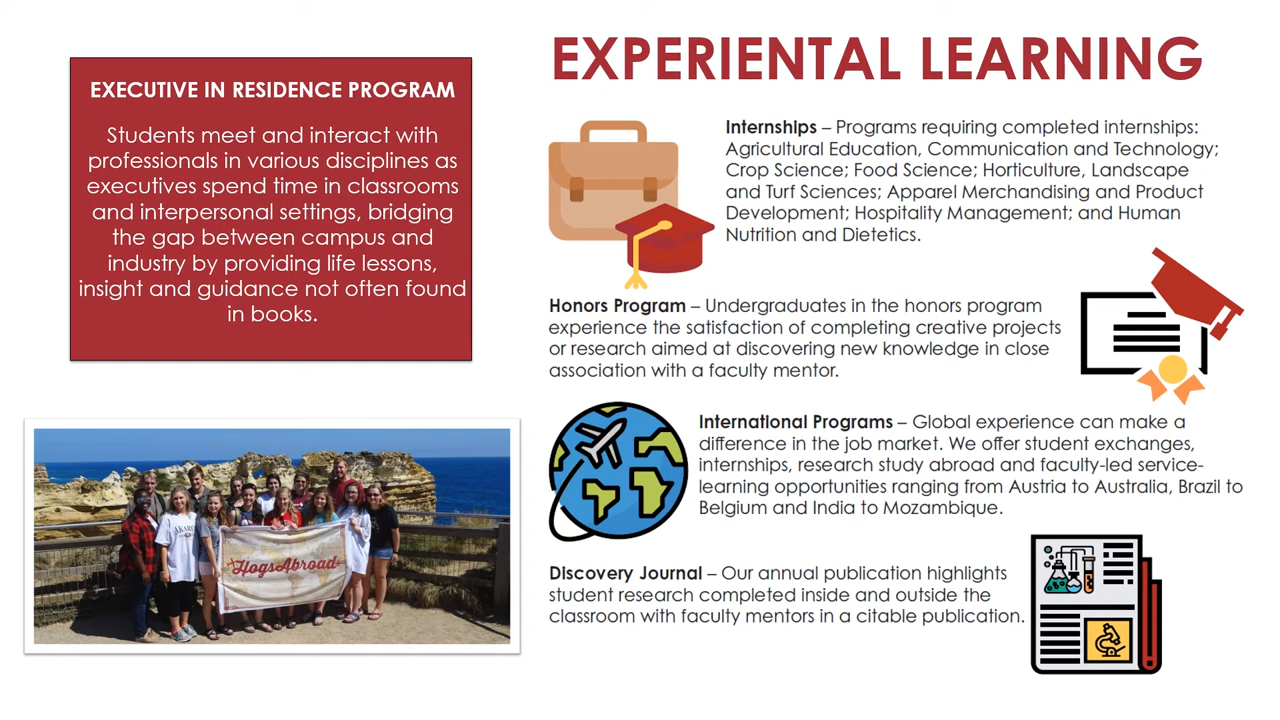 EXECUTIVE IN RESIDENCE PROGRAM
Students meet and interact with
professionals in various disciplines as
executives spend time in classrooms
and interpersonal settings, bridging
the gap between campus and
industry by providing life lessons,
insight and guidance not often found
in books.
HogsAbroad
EXPERIENTIAL LEARNING
Internships – Programs requiring completed internships:
Agricultural Education, Communication and Technology;
Crop Science; Food Science; Horticulture, Landscape
and Turf Sciences; Apparel Merchandising and Product
Development; Hospitality Management; and Human
Nutrition and Dietetics.
Honors Program – Undergraduates in the honors program
experience the satisfaction of completing creative projects
or research aimed at discovering new knowledge in close
association with a faculty mentor.
International Programs – Global experience can make a
difference in the job market. We offer student exchanges,
internships, research study abroad and faculty-led service-
learning opportunities ranging from Austria to Australia, Brazil to
Belgium and India to Mozambique.
Discovery Journal – Our annual publication highlights
student research completed inside and outside the
classroom with faculty mentors in a citable publication.